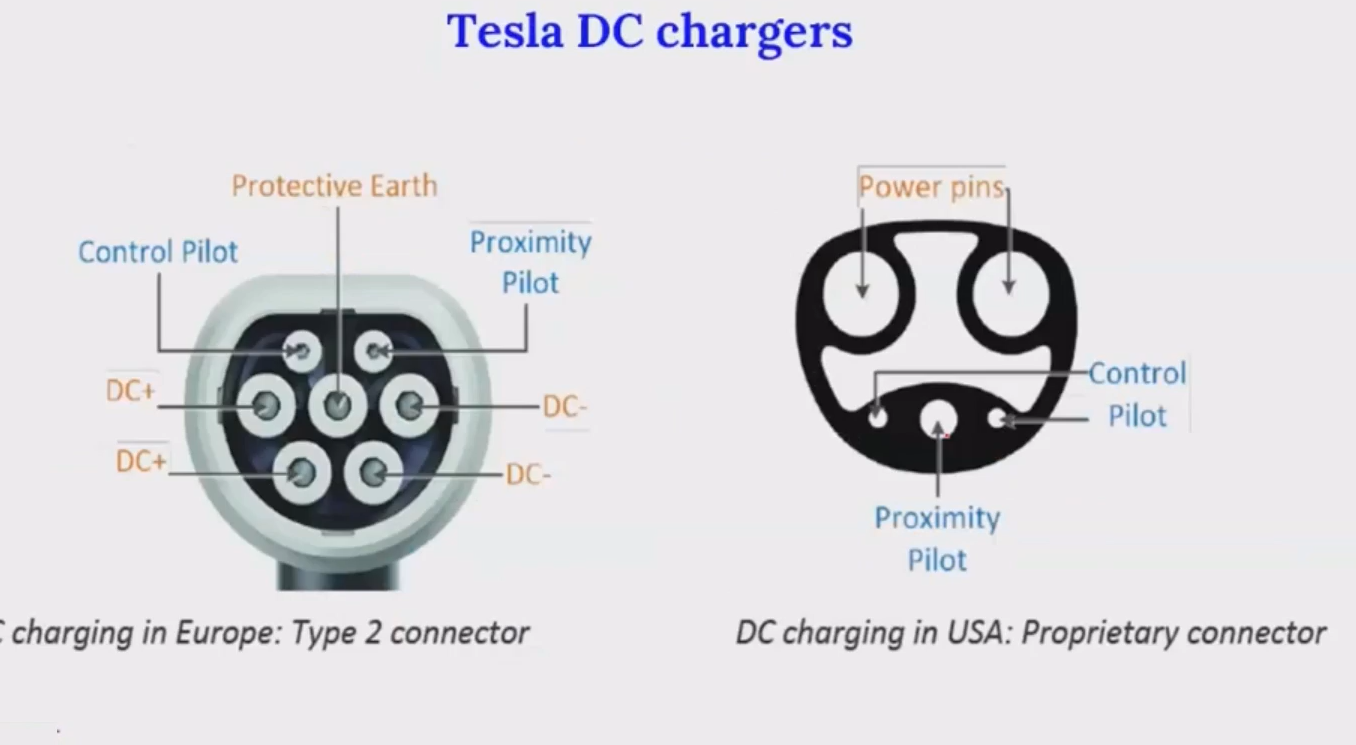 Tesla DC chargers
Protective Earth
Control Pilot
Proximity
Pilot
DC+
DC-
DC+
DC-
charging in Europe: Type 2 connector
Power pins
Control
Pilot
Proximity
Pilot
DC charging in USA: Proprietary connector